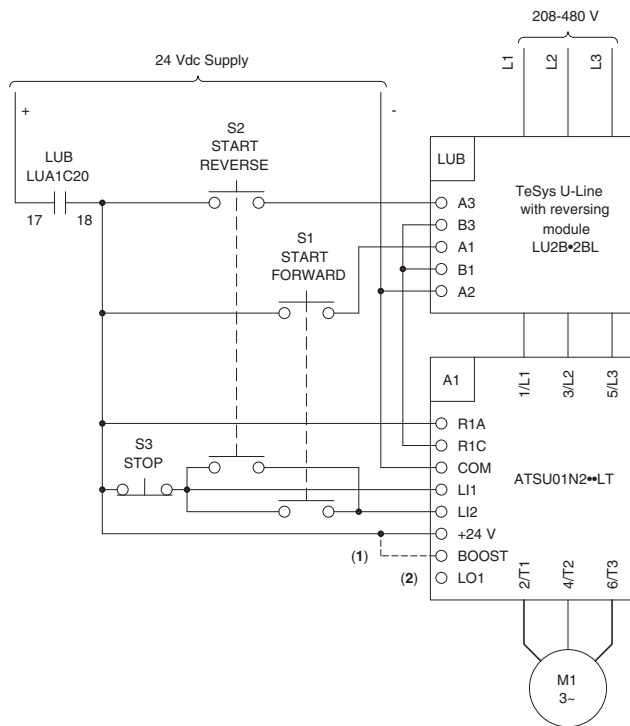 208-480 V
L1
L2
L3
24 Vdc Supply
+
-
S2
START
REVERSE
LUB
LUA1C20
17
18
LUB
TeSys U-Line
with reversing
module
LU2B•2BL
A3
B3
A1
B1
A2
S1
START
FORWARD
1/L1
3/L2
5/L3
A1
R1A
R1C
COM
LI1
LI2
+24 V
BOOST
LO1
ATSU01N2••LT
S3
STOP
(1)
(2)
2/T1
4/T2
6/T3
M1
3~